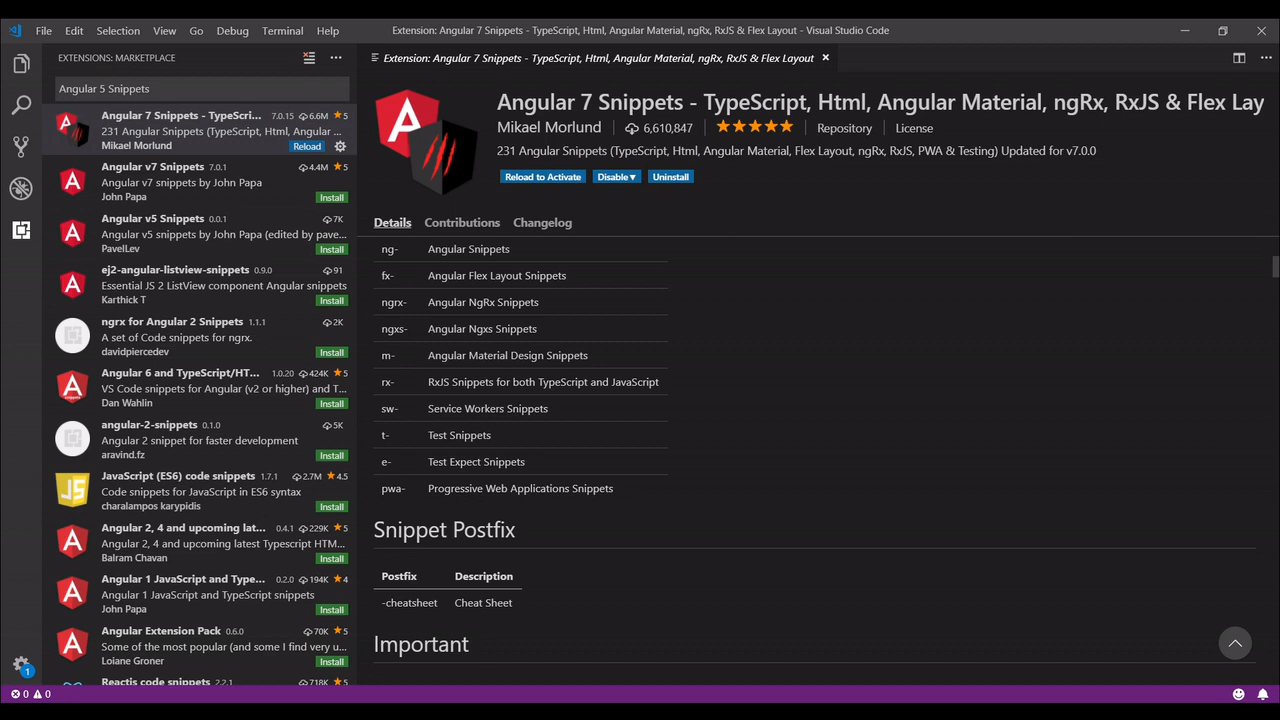 File Edit Selection View Go Debug Terminal Help
Extension: Angular 7 Snippets - TypeScript, Html, Angular Material, ngRx, RxJS & Flex Layout - Visual Studio Code
EXTENSIONS: MARKETPLACE
Angular 5 Snippets
Angular 7 Snippets - TypeScri... 7.0.15 6.6M 5
231 Angular Snippets (TypeScript, Html, Angular ...
Mikael Morlund Reload
Angular v7 Snippets 7.0.1 4.4M 5
Angular v7 snippets by John Papa
John Papa Install
Angular v5 Snippets 0.0.1 7K
Angular v5 snippets by John Papa (edited by pave...
PavelLev Install
ej2-angular-listview-snippets 0.9.0 91
Essential JS 2 ListView component Angular snippets
Karthick T Install
ngrx for Angular 2 Snippets 1.1.1 2K
A set of Code snippets for ngrx.
davidpiercedev Install
Angular 6 and TypeScript/HT... 1.0.20 424K 5
VS Code snippets for Angular (v2 or higher) and T...
Dan Wahlin Install
angular-2-snippets 0.1.0 5K
Angular 2 snippet for faster development
aravind.fz Install
JS
JavaScript (ES6) code snippets 1.7.1 2.7M 4.5
Code snippets for JavaScript in ES6 syntax
charalampos karypidis Install
Angular 2, 4 and upcoming lat... 0.4.1 229K 5
Angular 2, 4 and upcoming latest Typescript HTM...
Balram Chavan Install
Angular 1 JavaScript and Type... 0.2.0 194K 4
Angular 1 JavaScript and TypeScript snippets
John Papa Install
Angular Extension Pack 0.6.0 70K 5
Some of the most popular (and some I find very u...
Loiane Groner Install
Reactjs code snippets 2.2.1 718K 5
1
0 0
Extension: Angular 7 Snippets - TypeScript, Html, Angular Material, ngRx, RxJS & Flex Layout
Angular 7 Snippets - TypeScript, Html, Angular Material, ngRx, RxJS & Flex Lay
Mikael Morlund 6,610,847 Repository License
231 Angular Snippets (TypeScript, Html, Angular Material, Flex Layout, ngRx, RxJS, PWA & Testing) Updated for v7.0.0
Reload to Activate Disable Uninstall
Details Contributions Changelog
ng- Angular Snippets
fx- Angular Flex Layout Snippets
ngrx- Angular NgRx Snippets
ngxs- Angular Ngxs Snippets
m- Angular Material Design Snippets
rx- RxJS Snippets for both TypeScript and JavaScript
sw- Service Workers Snippets
t- Test Snippets
e- Test Expect Snippets
pwa- Progressive Web Applications Snippets
Snippet Postfix
Postfix Description
-cheatsheet Cheat Sheet
Important